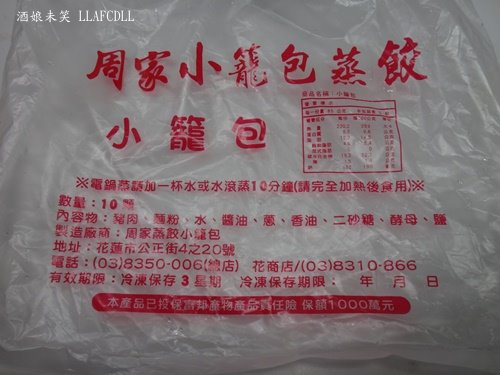 酒娘未笑 LLAFCDLL
周家小籠包蒸餃
小籠包
品名稱:小籠包
※電鍋蒸請加一杯水或水滾蒸10分鐘(請完全加熱後食用)※
數量:10顆
內容物:豬肉、麵粉、水、醬油、蔥、香油、二砂糖、酵母、鹽
製造廠商:周家蒸餃小籠包
地址:花蓮市公正街4之20號
電話:(03)8350-006(總店) 花商店/(03)8310-866
有效期限:冷凍保存3星期 冷凍保存期限: 年 月 日
本產品已投保富邦產物產品責任險 保額1000萬元